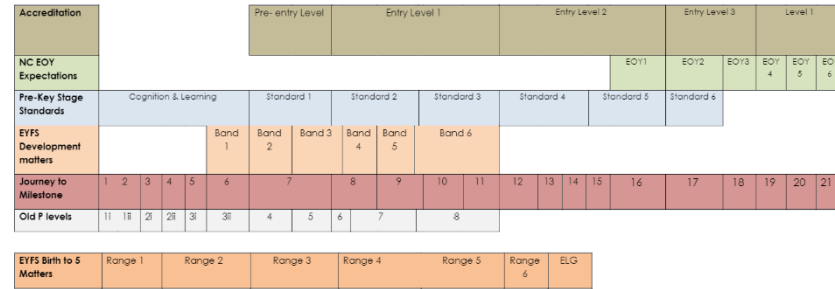 Accreditation Pre- entry Level Entry Level 1 Entry Level 2 Entry Level 3 Level 1
NC EOY Expectations EOY1 EOY2 EOY3 EOY 4 EOY 5 EO 6
Pre-Key Stage Standards Cognition & Learning Standard 1 Standard 2 Standard 3 Standard 4 Standard 5 Standard 6
EYFS Development matters Band 1 Band 2 Band 3 Band 4 Band 5 Band 6
Journey to Milestone 1 2 3 4 5 6 7 8 9 10 11 12 13 14 15 16 17 18 19 20 21
Old P levels 1i 1ii 2i 2ii 3i 3ii 4 5 6 7 8
EYFS Birth to 5 Matters Range 1 Range 2 Range 3 Range 4 Range 5 Range 6 ELG